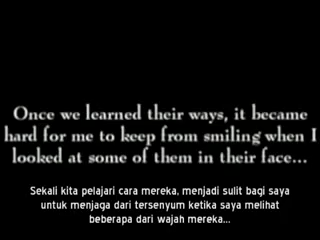 Once we learned their ways, it became
hard for me to keep from smiling when I
looked at some of them in their face...
Sekali kita pelajari cara mereka, menjadi sulit bagi saya
untuk menjaga dari tersenyum ketika saya melihat
beberapa dari wajah mereka...